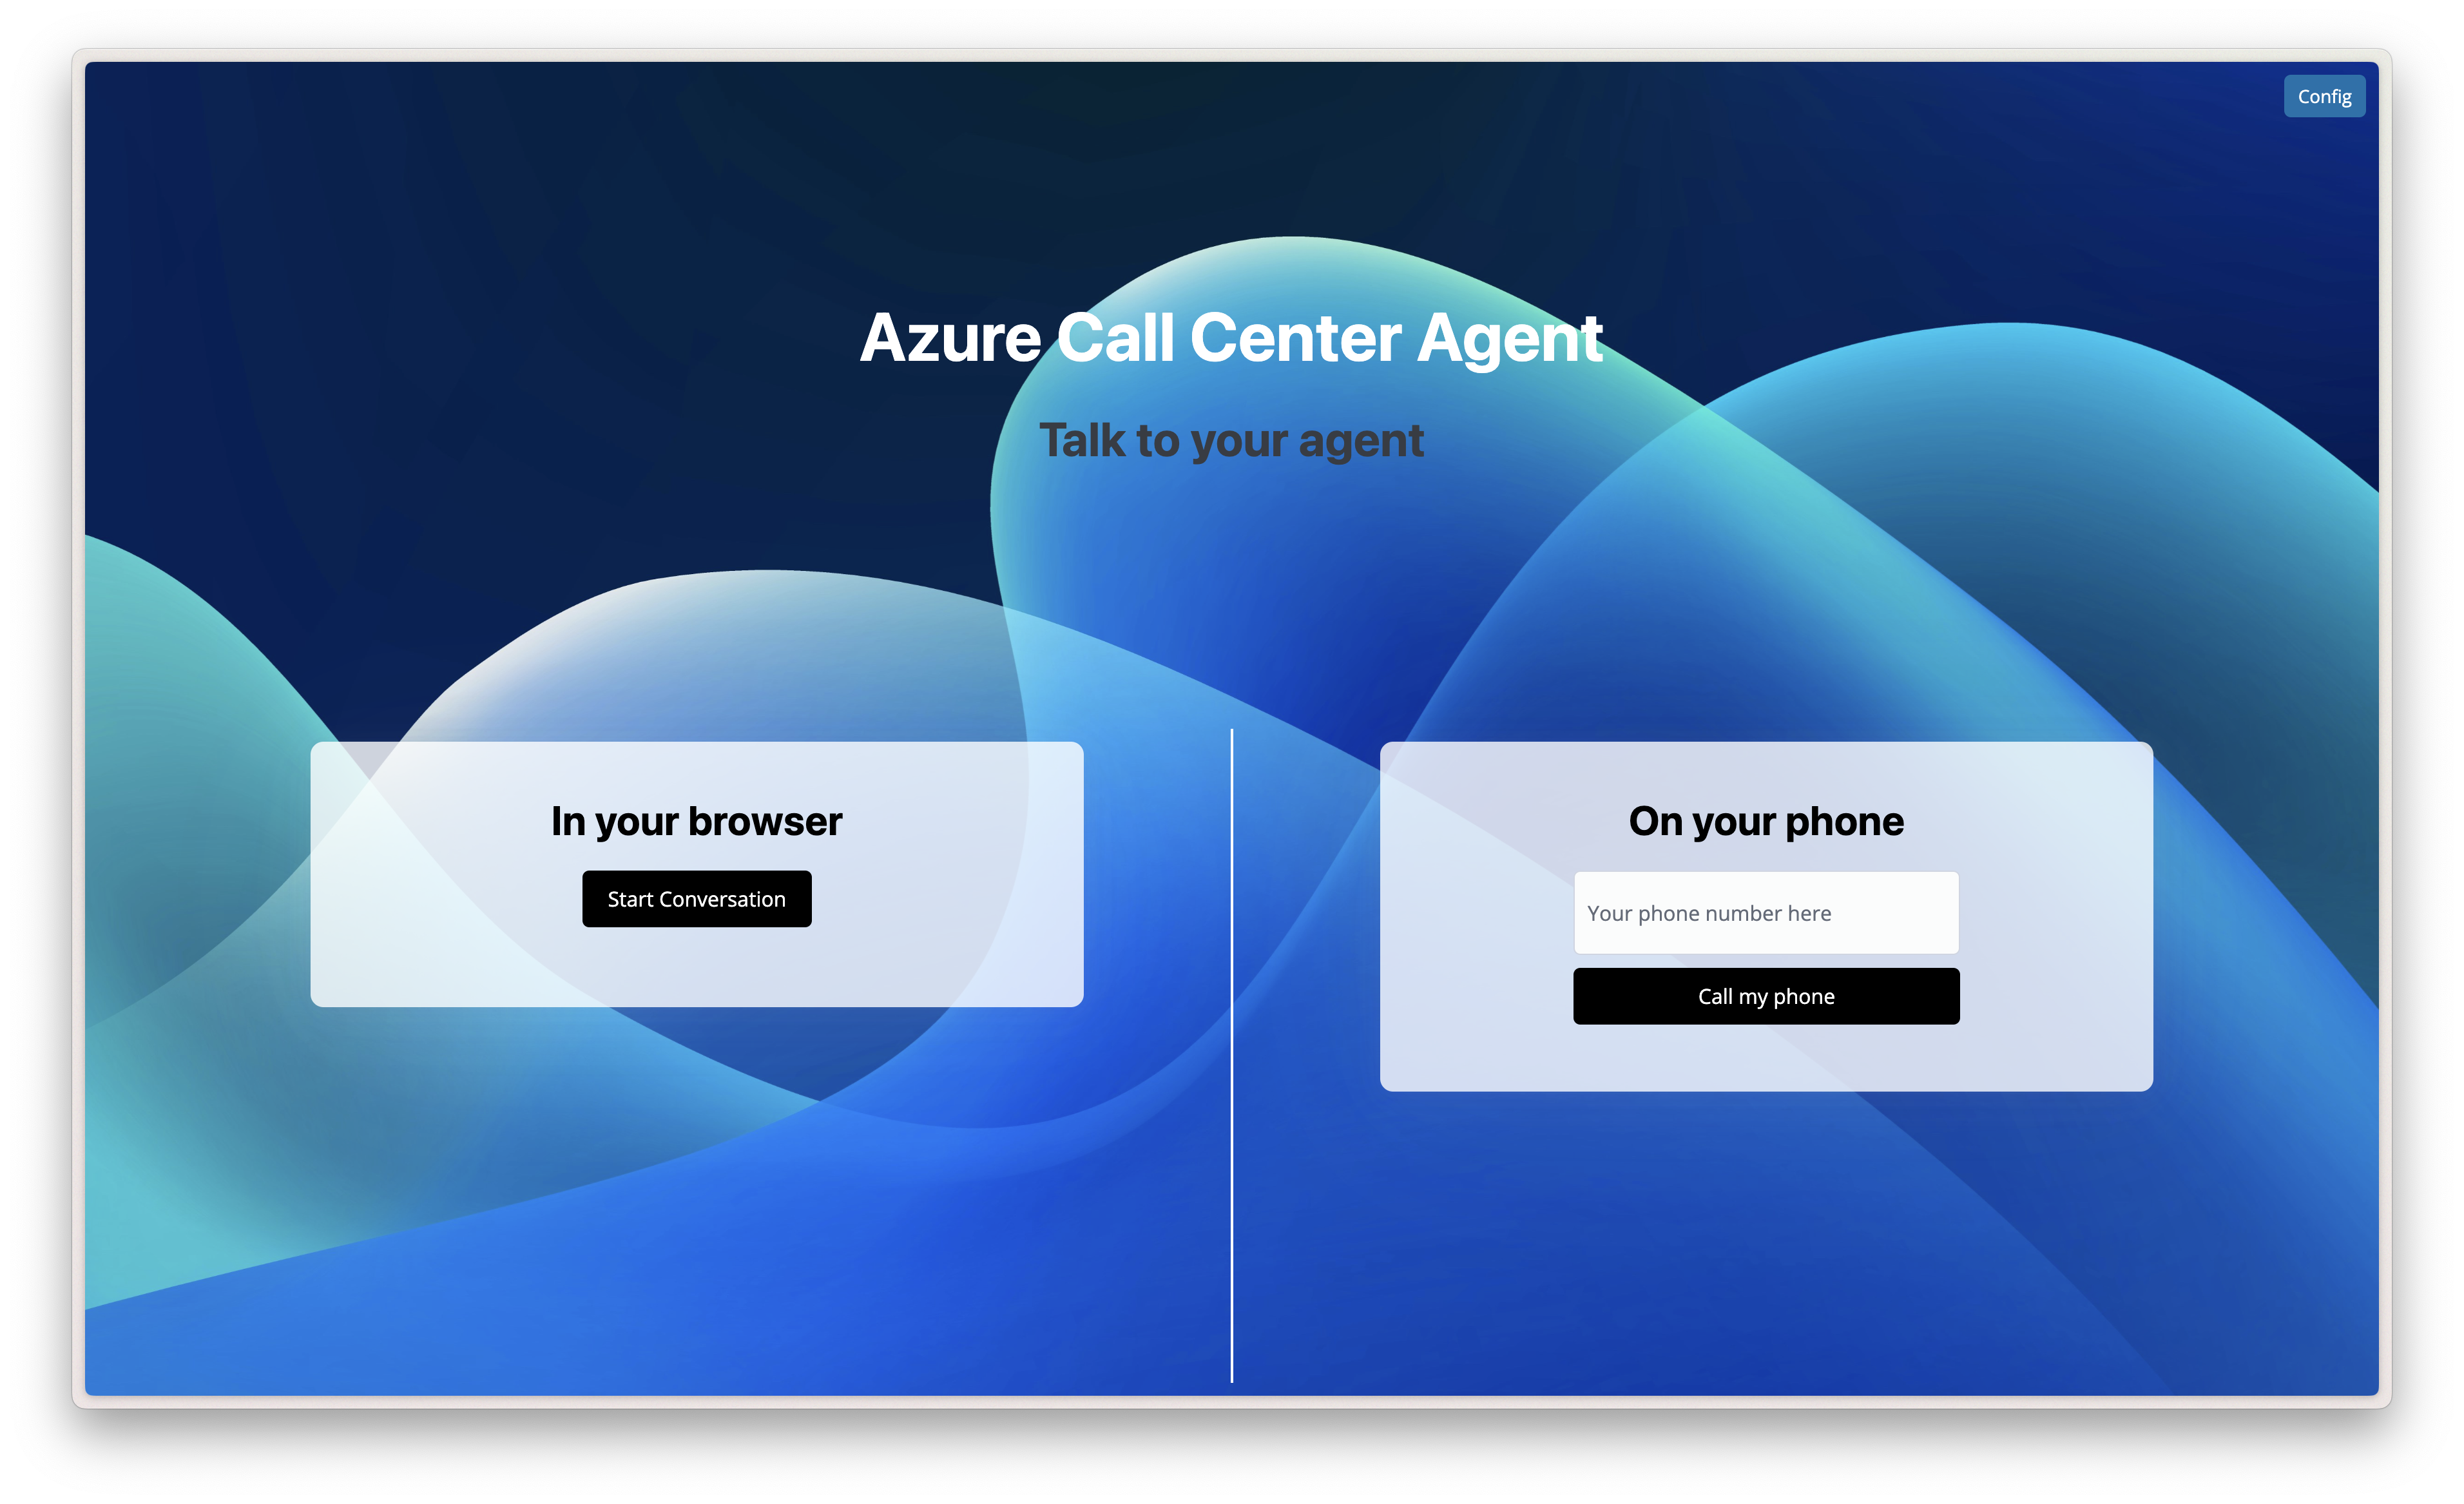 Config
Azure Call Center Agent
Talk to your agent
In your browser
Start Conversation
On your phone
Your phone number here
Call my phone